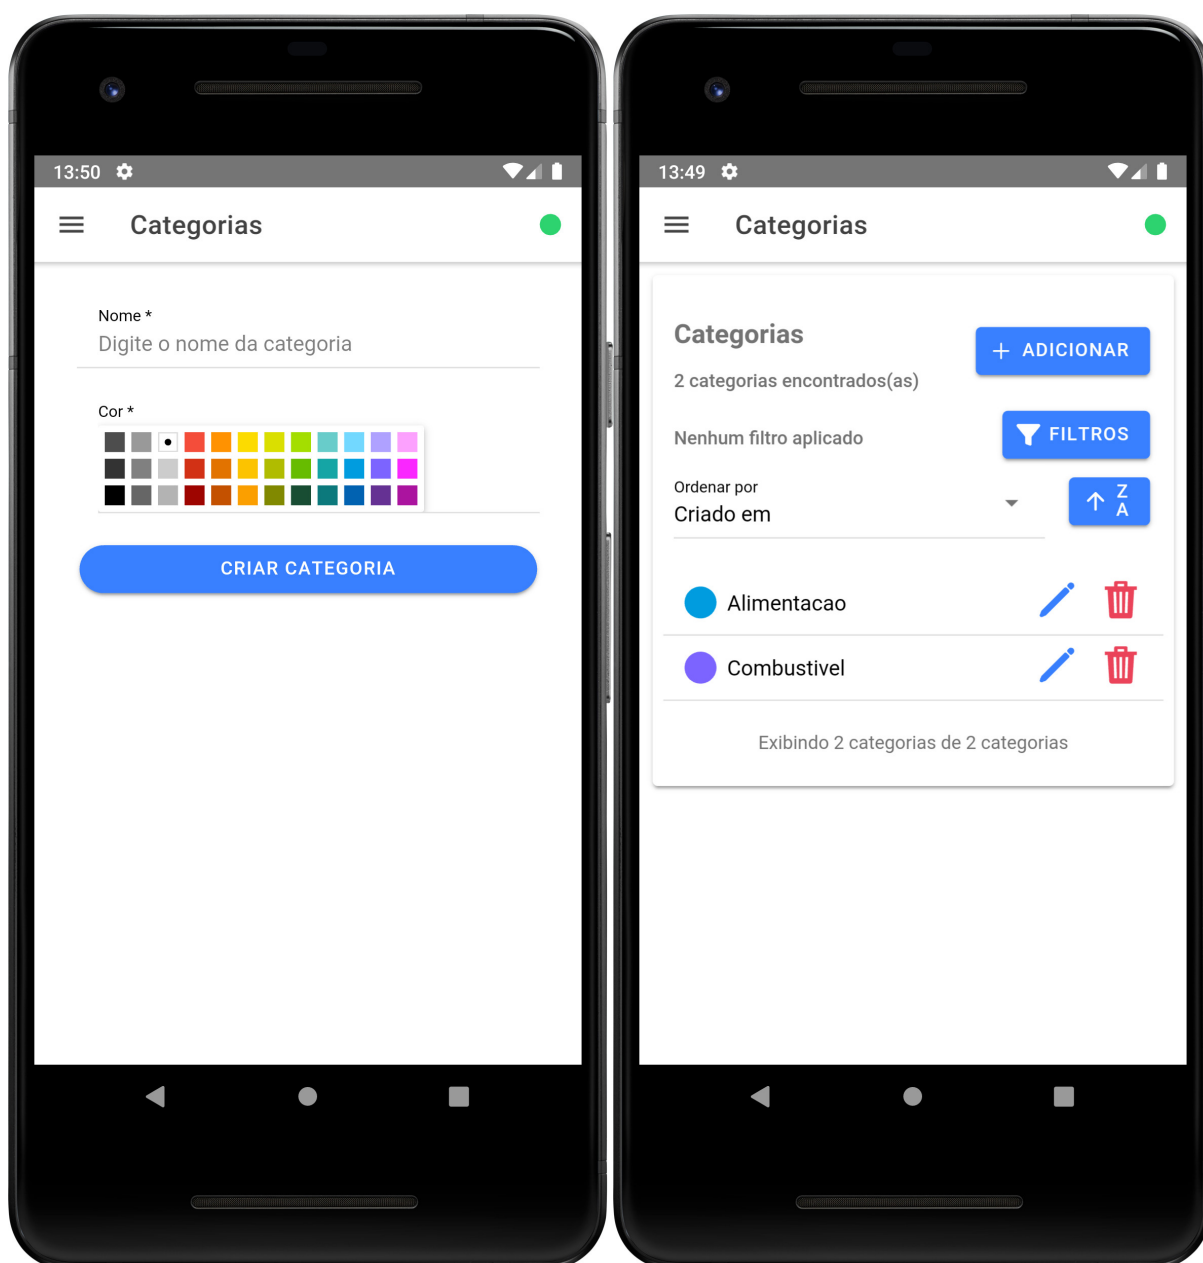 13:50
Categorias
Nome *
Digite o nome da categoria
Cor *
CRIAR CATEGORIA
13:49
Categorias
Categorias
ADICIONAR
2 categorias encontrados(as)
Nenhum filtro aplicado
FILTROS
Ordenar por
Criado em
Z
A
Alimentacao
Combustivel
Exibindo 2 categorias de 2 categorias